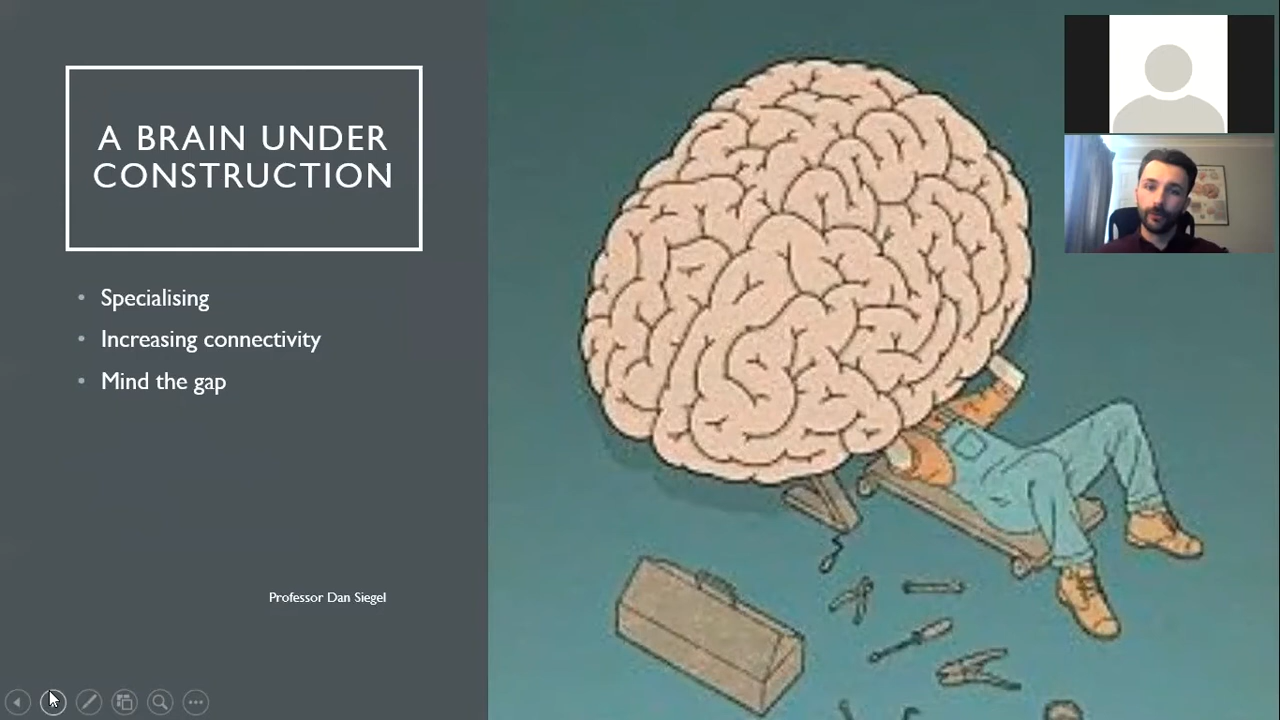 A BRAIN UNDER
CONSTRUCTION
Specialising
Increasing connectivity
Mind the gap
Professor Dan Siegel